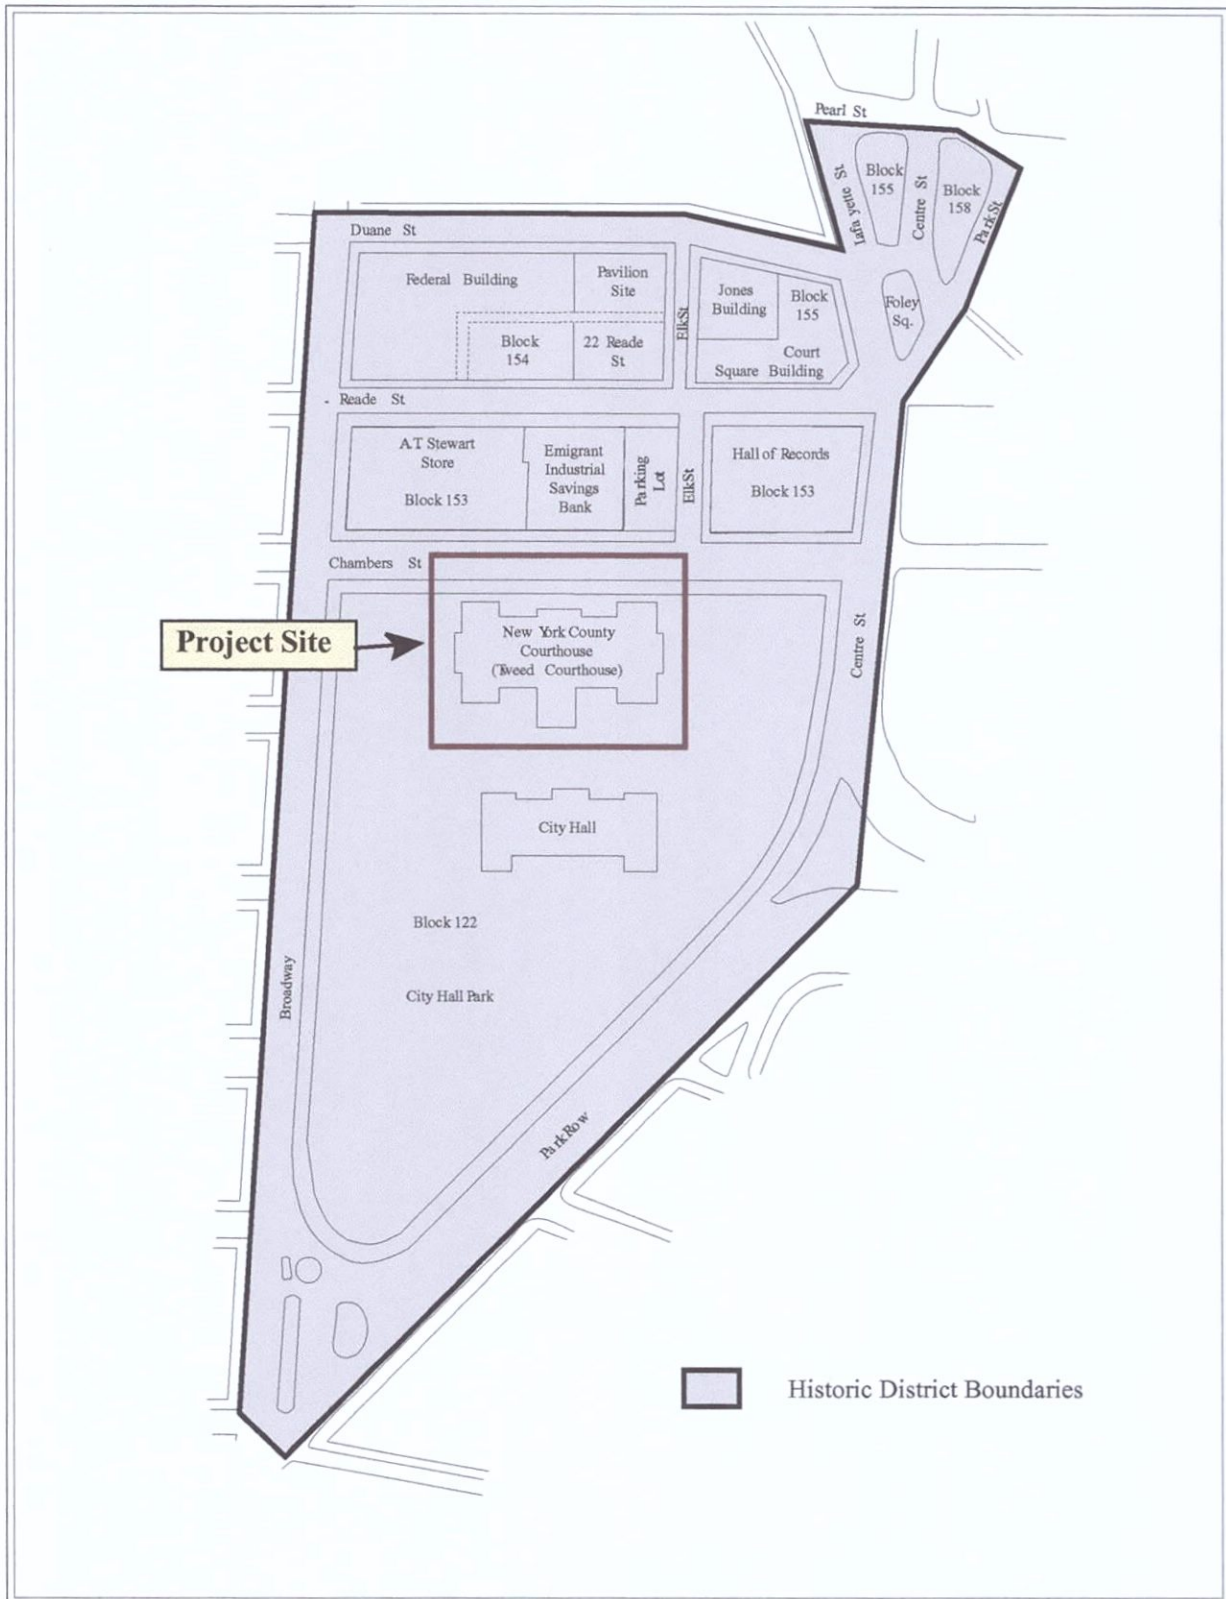 Pearl St
Lafayette St
Block
155
Centre St
Block
158
Park St
Duane St
Federal Building
Pavilion
Site
Elk St
Jones
Building
Block
155
Foley
Sq.
Block
154
22 Reade
St
Court
Square Building
Reade St
A.T Stewart
Store
Block 153
Emigrant
Industrial
Savings
Bank
Parking
Lot
Elk St
Hall of Records
Block 153
Chambers St
Project Site
New York County
Courthouse
(Tweed Courthouse)
Centre St
City Hall
Block 122
City Hall Park
Broadway
Park Row
Historic District Boundaries